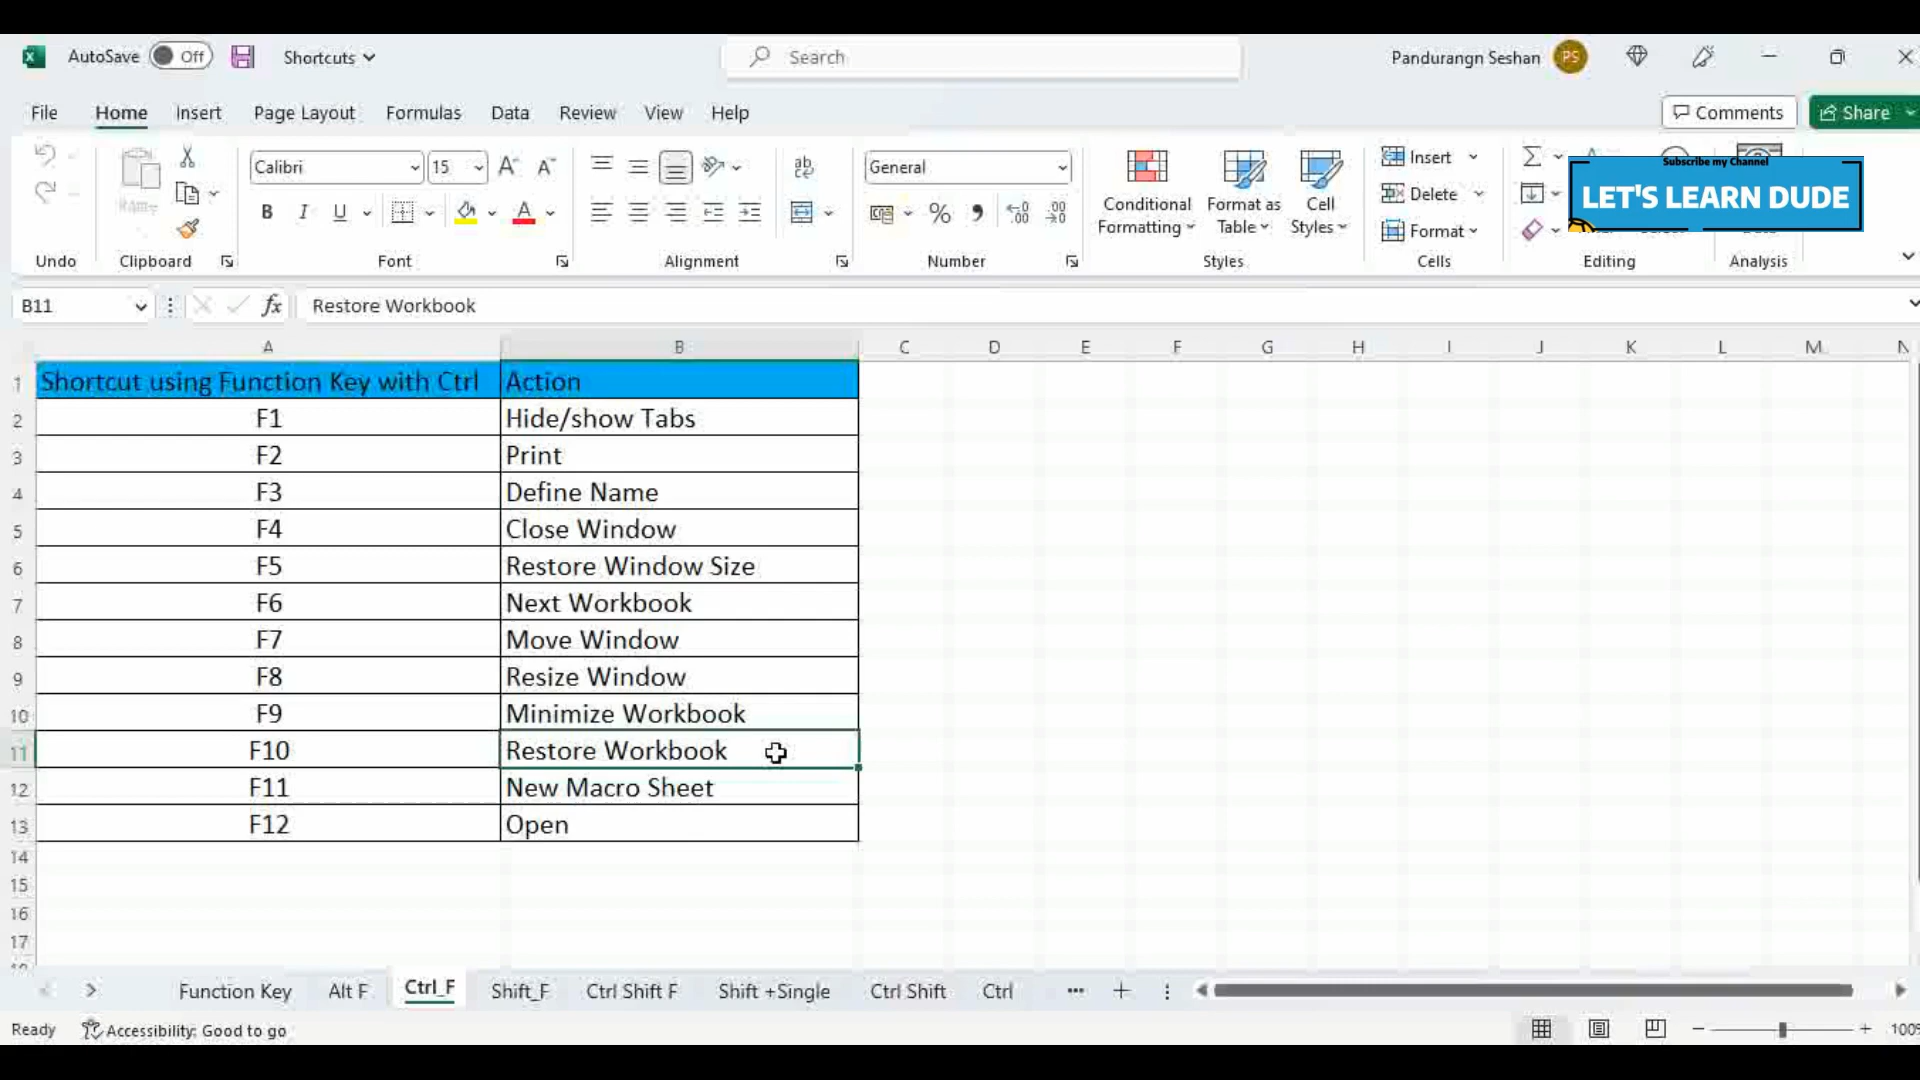 AutoSave Off Shortcuts Search Pandurangn Seshan PS
File Home Insert Page Layout Formulas Data Review View Help Comments Share
Calibri 15 General Insert
Subscribe my Channel
LET'S LEARN DUDE
Conditional Formatting Format as Table Cell Styles Delete
B I U Format
Undo Clipboard Font Alignment Number Styles Cells Editing Analysis
B11 fx Restore Workbook
A B C D E F G H I J K L M N
1 Shortcut using Function Key with Ctrl Action
2 F1 Hide/show Tabs
3 F2 Print
4 F3 Define Name
5 F4 Close Window
6 F5 Restore Window Size
7 F6 Next Workbook
8 F7 Move Window
9 F8 Resize Window
10 F9 Minimize Workbook
11 F10 Restore Workbook
12 F11 New Macro Sheet
13 F12 Open
14
15
16
17
Function Key Alt F Ctrl_F Shift_F Ctrl Shift F Shift +Single Ctrl Shift Ctrl
Ready Accessibility: Good to go 100%